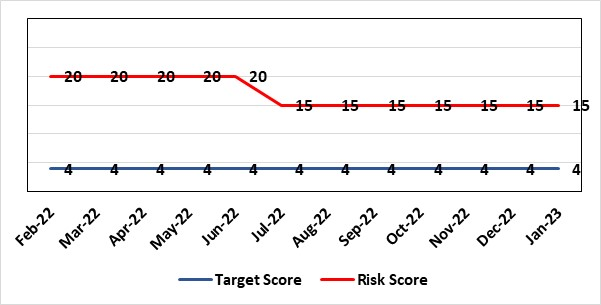 20 20 20 20 20
15 15 15 15 15 15 15
4 4 4 4 4 4 4 4 4 4 4 4
Feb-22 Mar-22 Apr-22 May-22 Jun-22 Jul-22 Aug-22 Sep-22 Oct-22 Nov-22 Dec-22 Jan-23
Target Score Risk Score